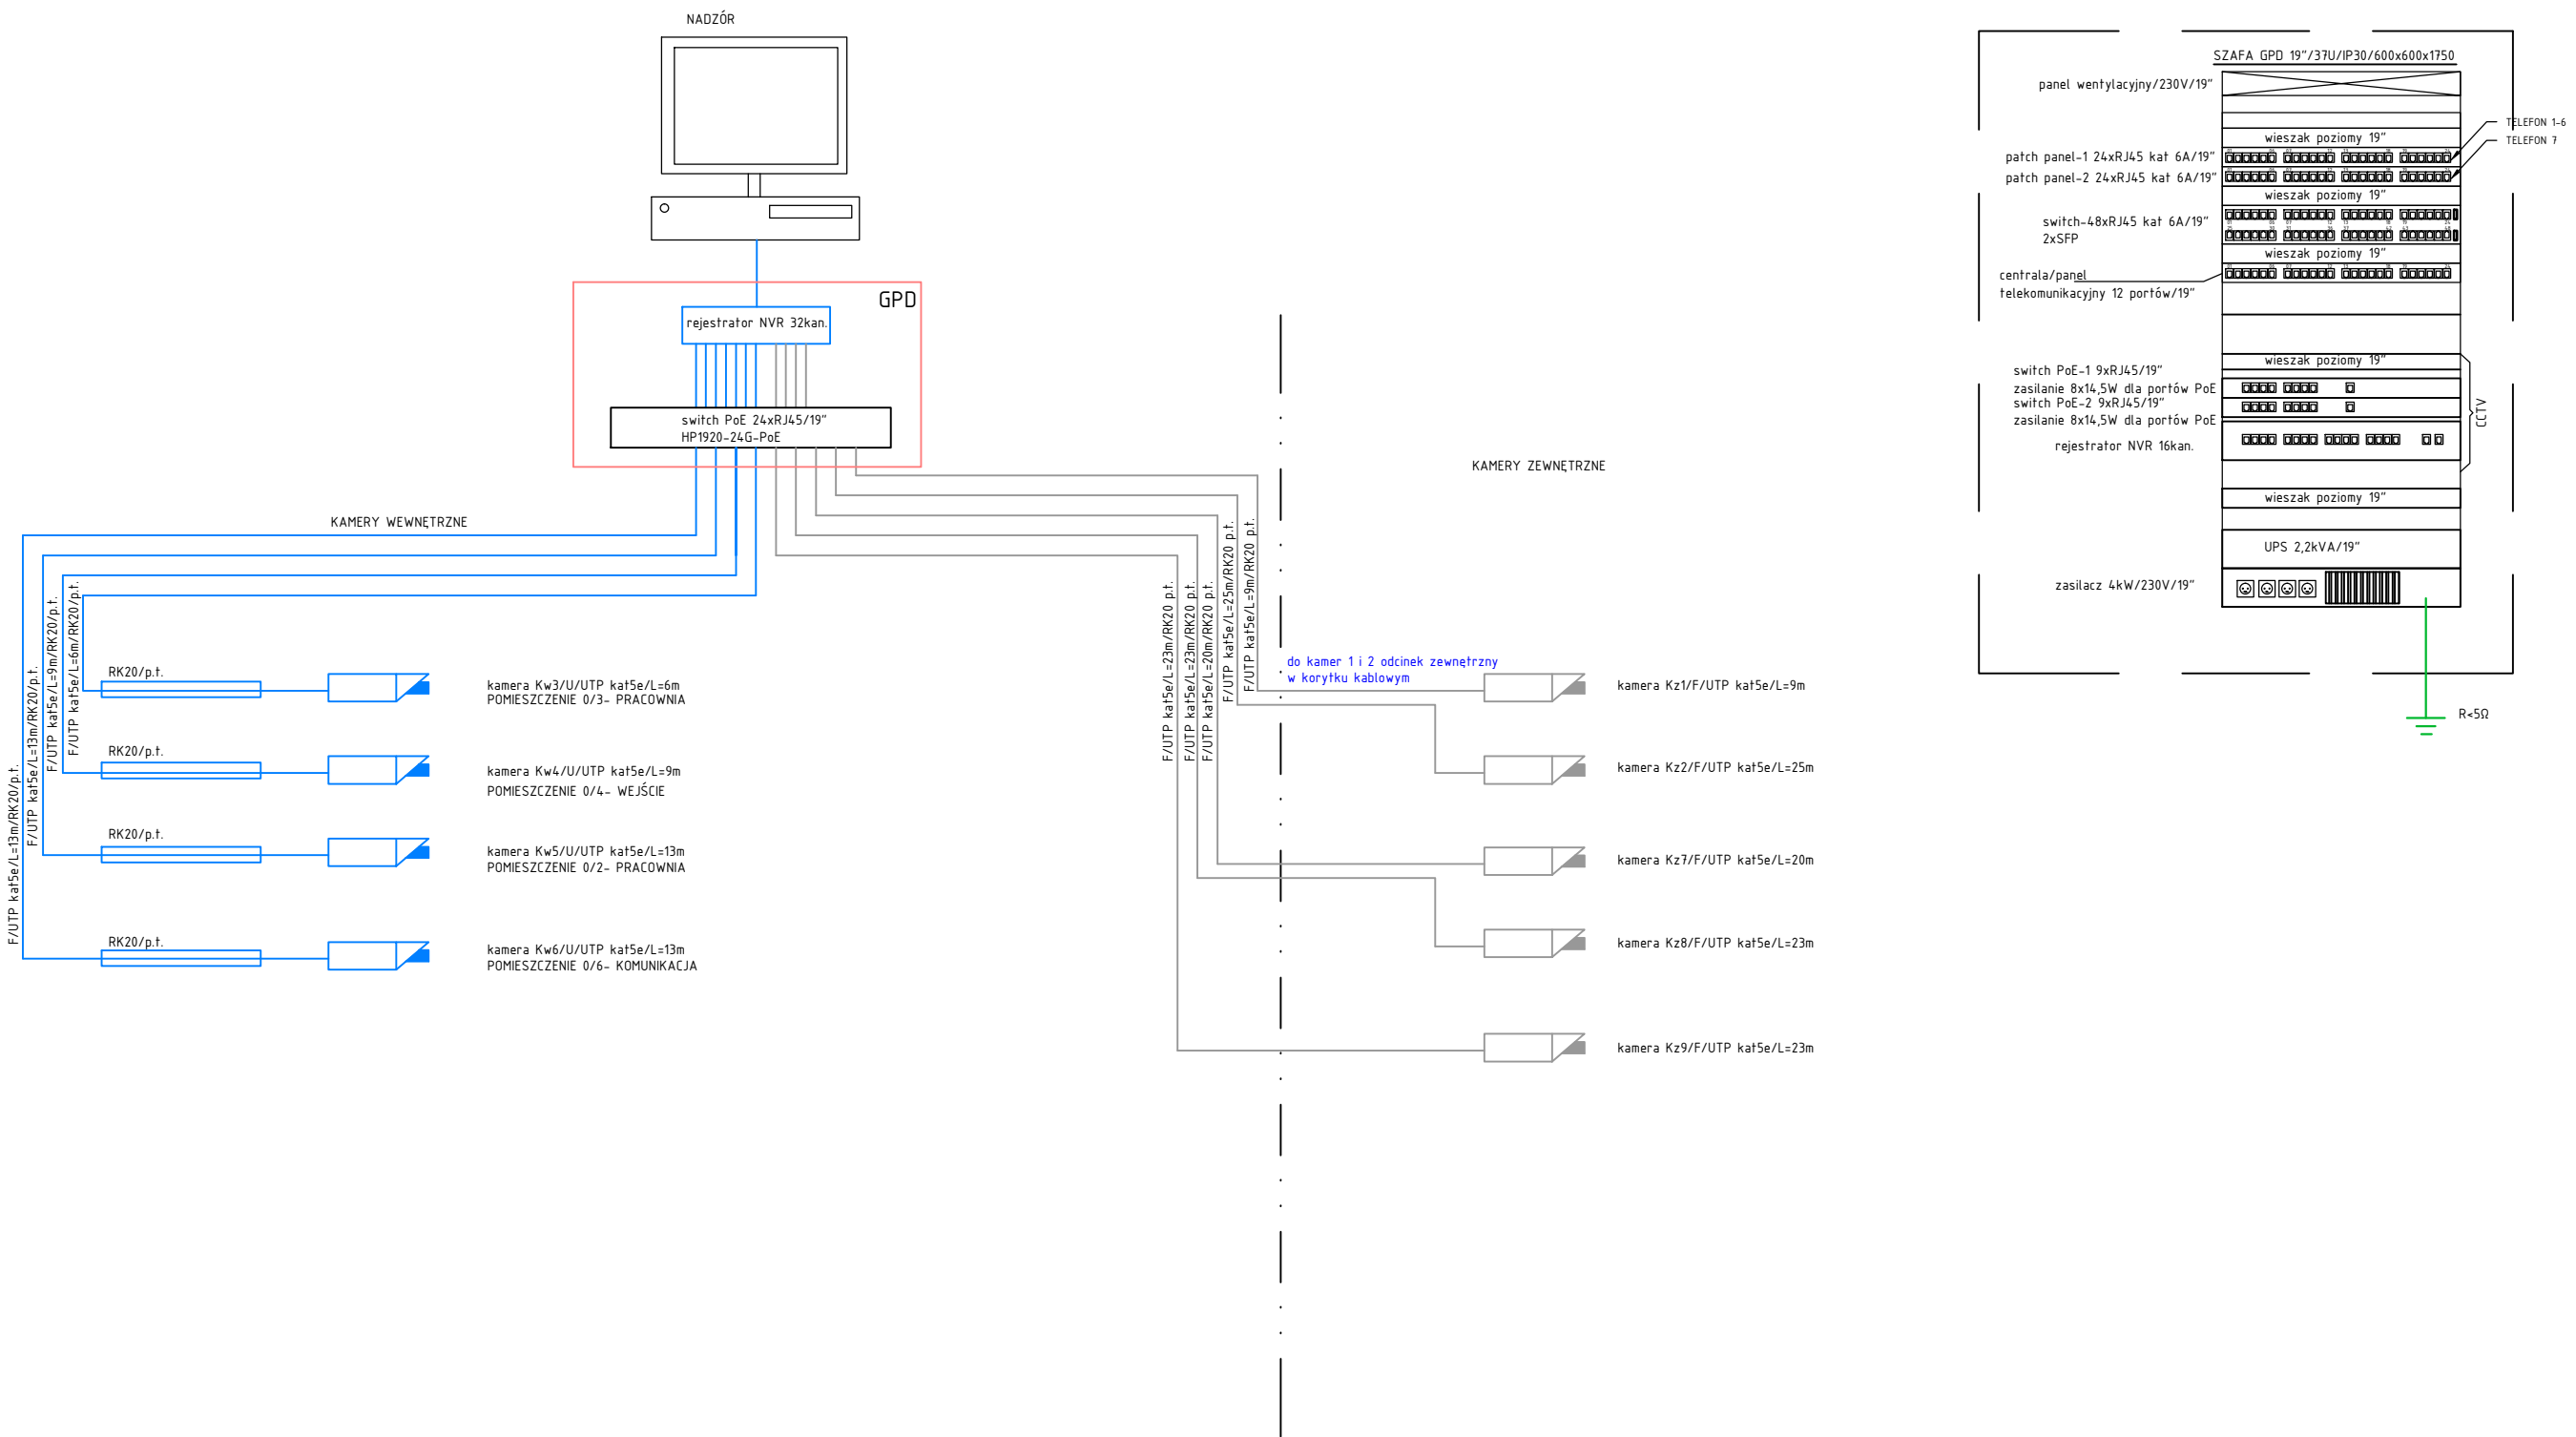 NADZÓR
GPD
rejestrator NVR 32kan.
switch PoE 24xRJ45/19"
HP1920-24G-PoE
KAMERY WEWNĘTRZNE
F/UTP kat5e/L=13m/RK20/p.t.
F/UTP kat5e/L=13m/RK20/p.t.
F/UTP kat5e/L=9m/RK20/p.t.
F/UTP kat5e/L=6m/RK20/p.t.
RK20/p.t.
kamera Kw3/U/UTP kat5e/L=6m
POMIESZCZENIE 0/3- PRACOWNIA
RK20/p.t.
kamera Kw4/U/UTP kat5e/L=9m
POMIESZCZENIE 0/4- WEJŚCIE
RK20/p.t.
kamera Kw5/U/UTP kat5e/L=13m
POMIESZCZENIE 0/2- PRACOWNIA
RK20/p.t.
kamera Kw6/U/UTP kat5e/L=13m
POMIESZCZENIE 0/6- KOMUNIKACJA
KAMERY ZEWNĘTRZNE
F/UTP kat5e/L=23m/RK20 p.t.
F/UTP kat5e/L=23m/RK20 p.t.
F/UTP kat5e/L=20m/RK20 p.t.
F/UTP kat5e/L=25m/RK20 p.t.
F/UTP kat5e/L=9m/RK20 p.t.
do kamer 1 i 2 odcinek zewnętrzny
w korytku kablowym
kamera Kz1/F/UTP kat5e/L=9m
kamera Kz2/F/UTP kat5e/L=25m
kamera Kz7/F/UTP kat5e/L=20m
kamera Kz8/F/UTP kat5e/L=23m
kamera Kz9/F/UTP kat5e/L=23m
SZAFA GPD 19"/37U/IP30/600x600x1750
panel wentylacyjny/230V/19"
TELEFON 1-6
TELEFON 7
wieszak poziomy 19"
patch panel-1 24xRJ45 kat 6A/19"
patch panel-2 24xRJ45 kat 6A/19"
wieszak poziomy 19"
switch-48xRJ45 kat 6A/19"
2xSFP
wieszak poziomy 19"
centrala/panel
telekomunikacyjny 12 portów/19"
wieszak poziomy 19"
switch PoE-1 9xRJ45/19"
zasilanie 8x14,5W dla portów PoE
switch PoE-2 9xRJ45/19"
zasilanie 8x14,5W dla portów PoE
rejestrator NVR 16kan.
CCTV
wieszak poziomy 19"
UPS 2,2kVA/19"
zasilacz 4kW/230V/19"
R<5Ω